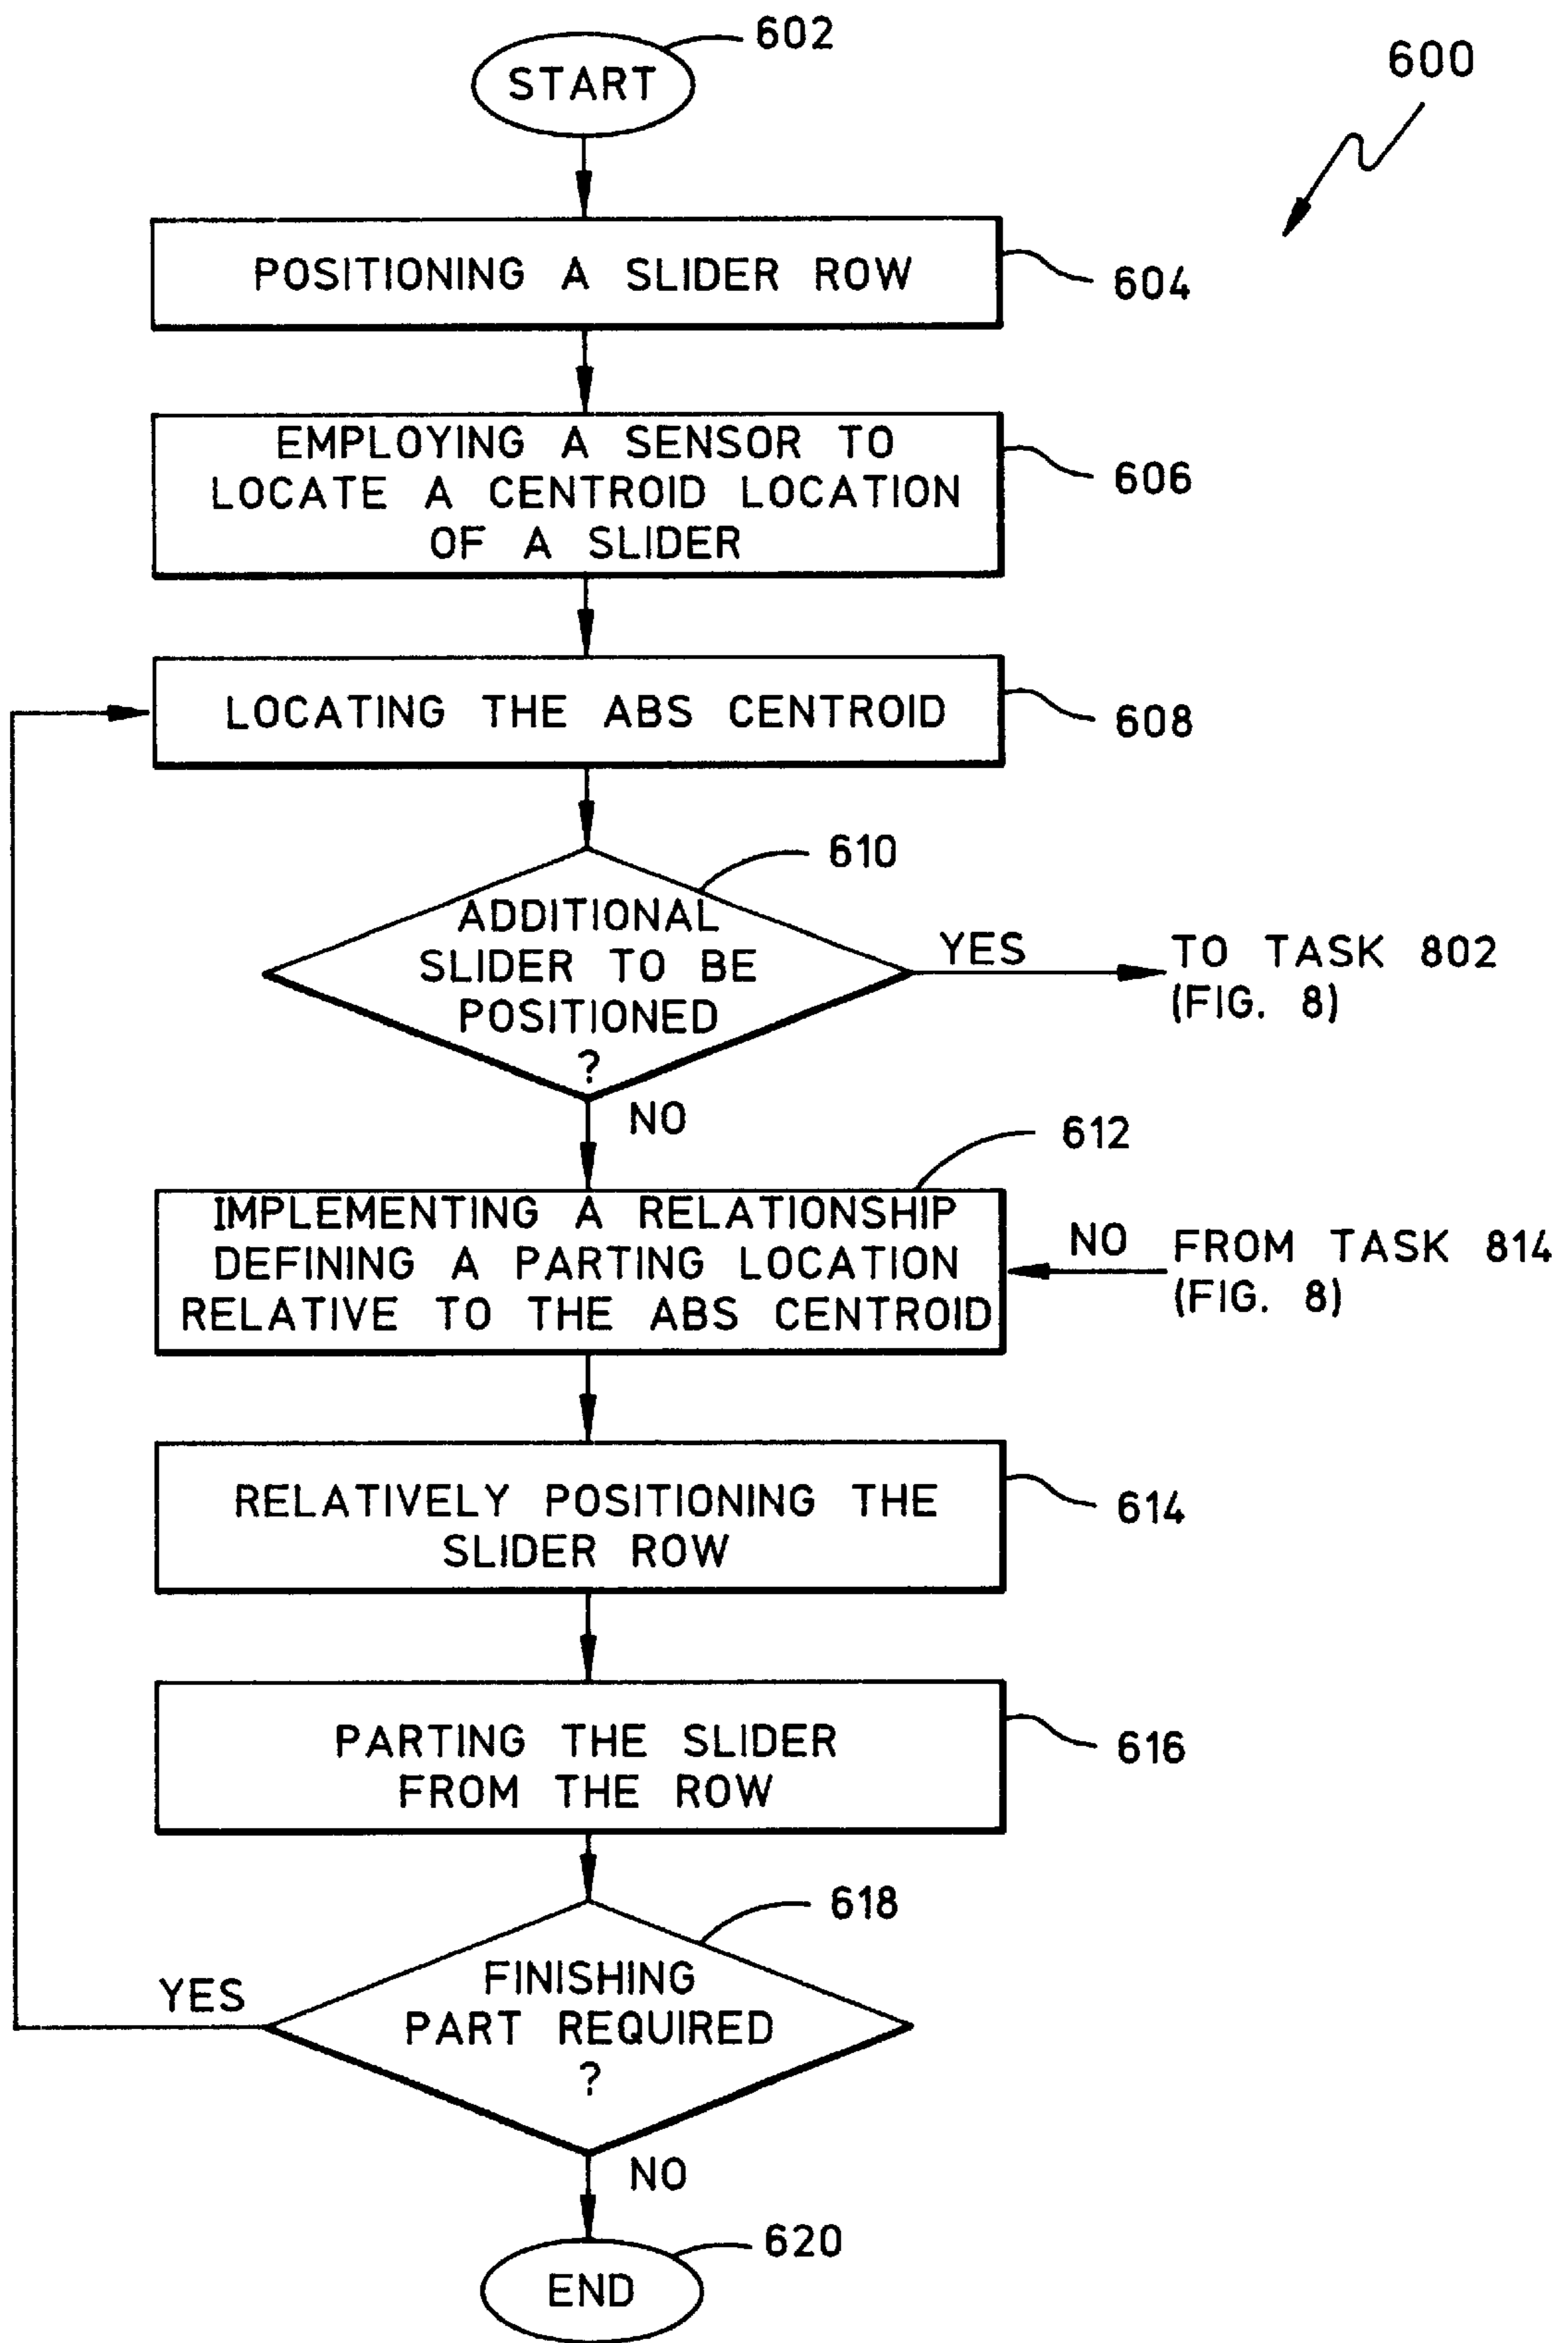 602
START
600
POSITIONING A SLIDER ROW
604
EMPLOYING A SENSOR TO
LOCATE A CENTROID LOCATION
OF A SLIDER
606
LOCATING THE ABS CENTROID
608
610
ADDITIONAL
SLIDER TO BE
POSITIONED
?
YES
TO TASK 802
(FIG. 8)
NO
612
IMPLEMENTING A RELATIONSHIP
DEFINING A PARTING LOCATION
RELATIVE TO THE ABS CENTROID
NO
FROM TASK 814
(FIG. 8)
RELATIVELY POSITIONING THE
SLIDER ROW
614
PARTING THE SLIDER
FROM THE ROW
616
618
FINISHING
PART REQUIRED
?
YES
NO
620
END